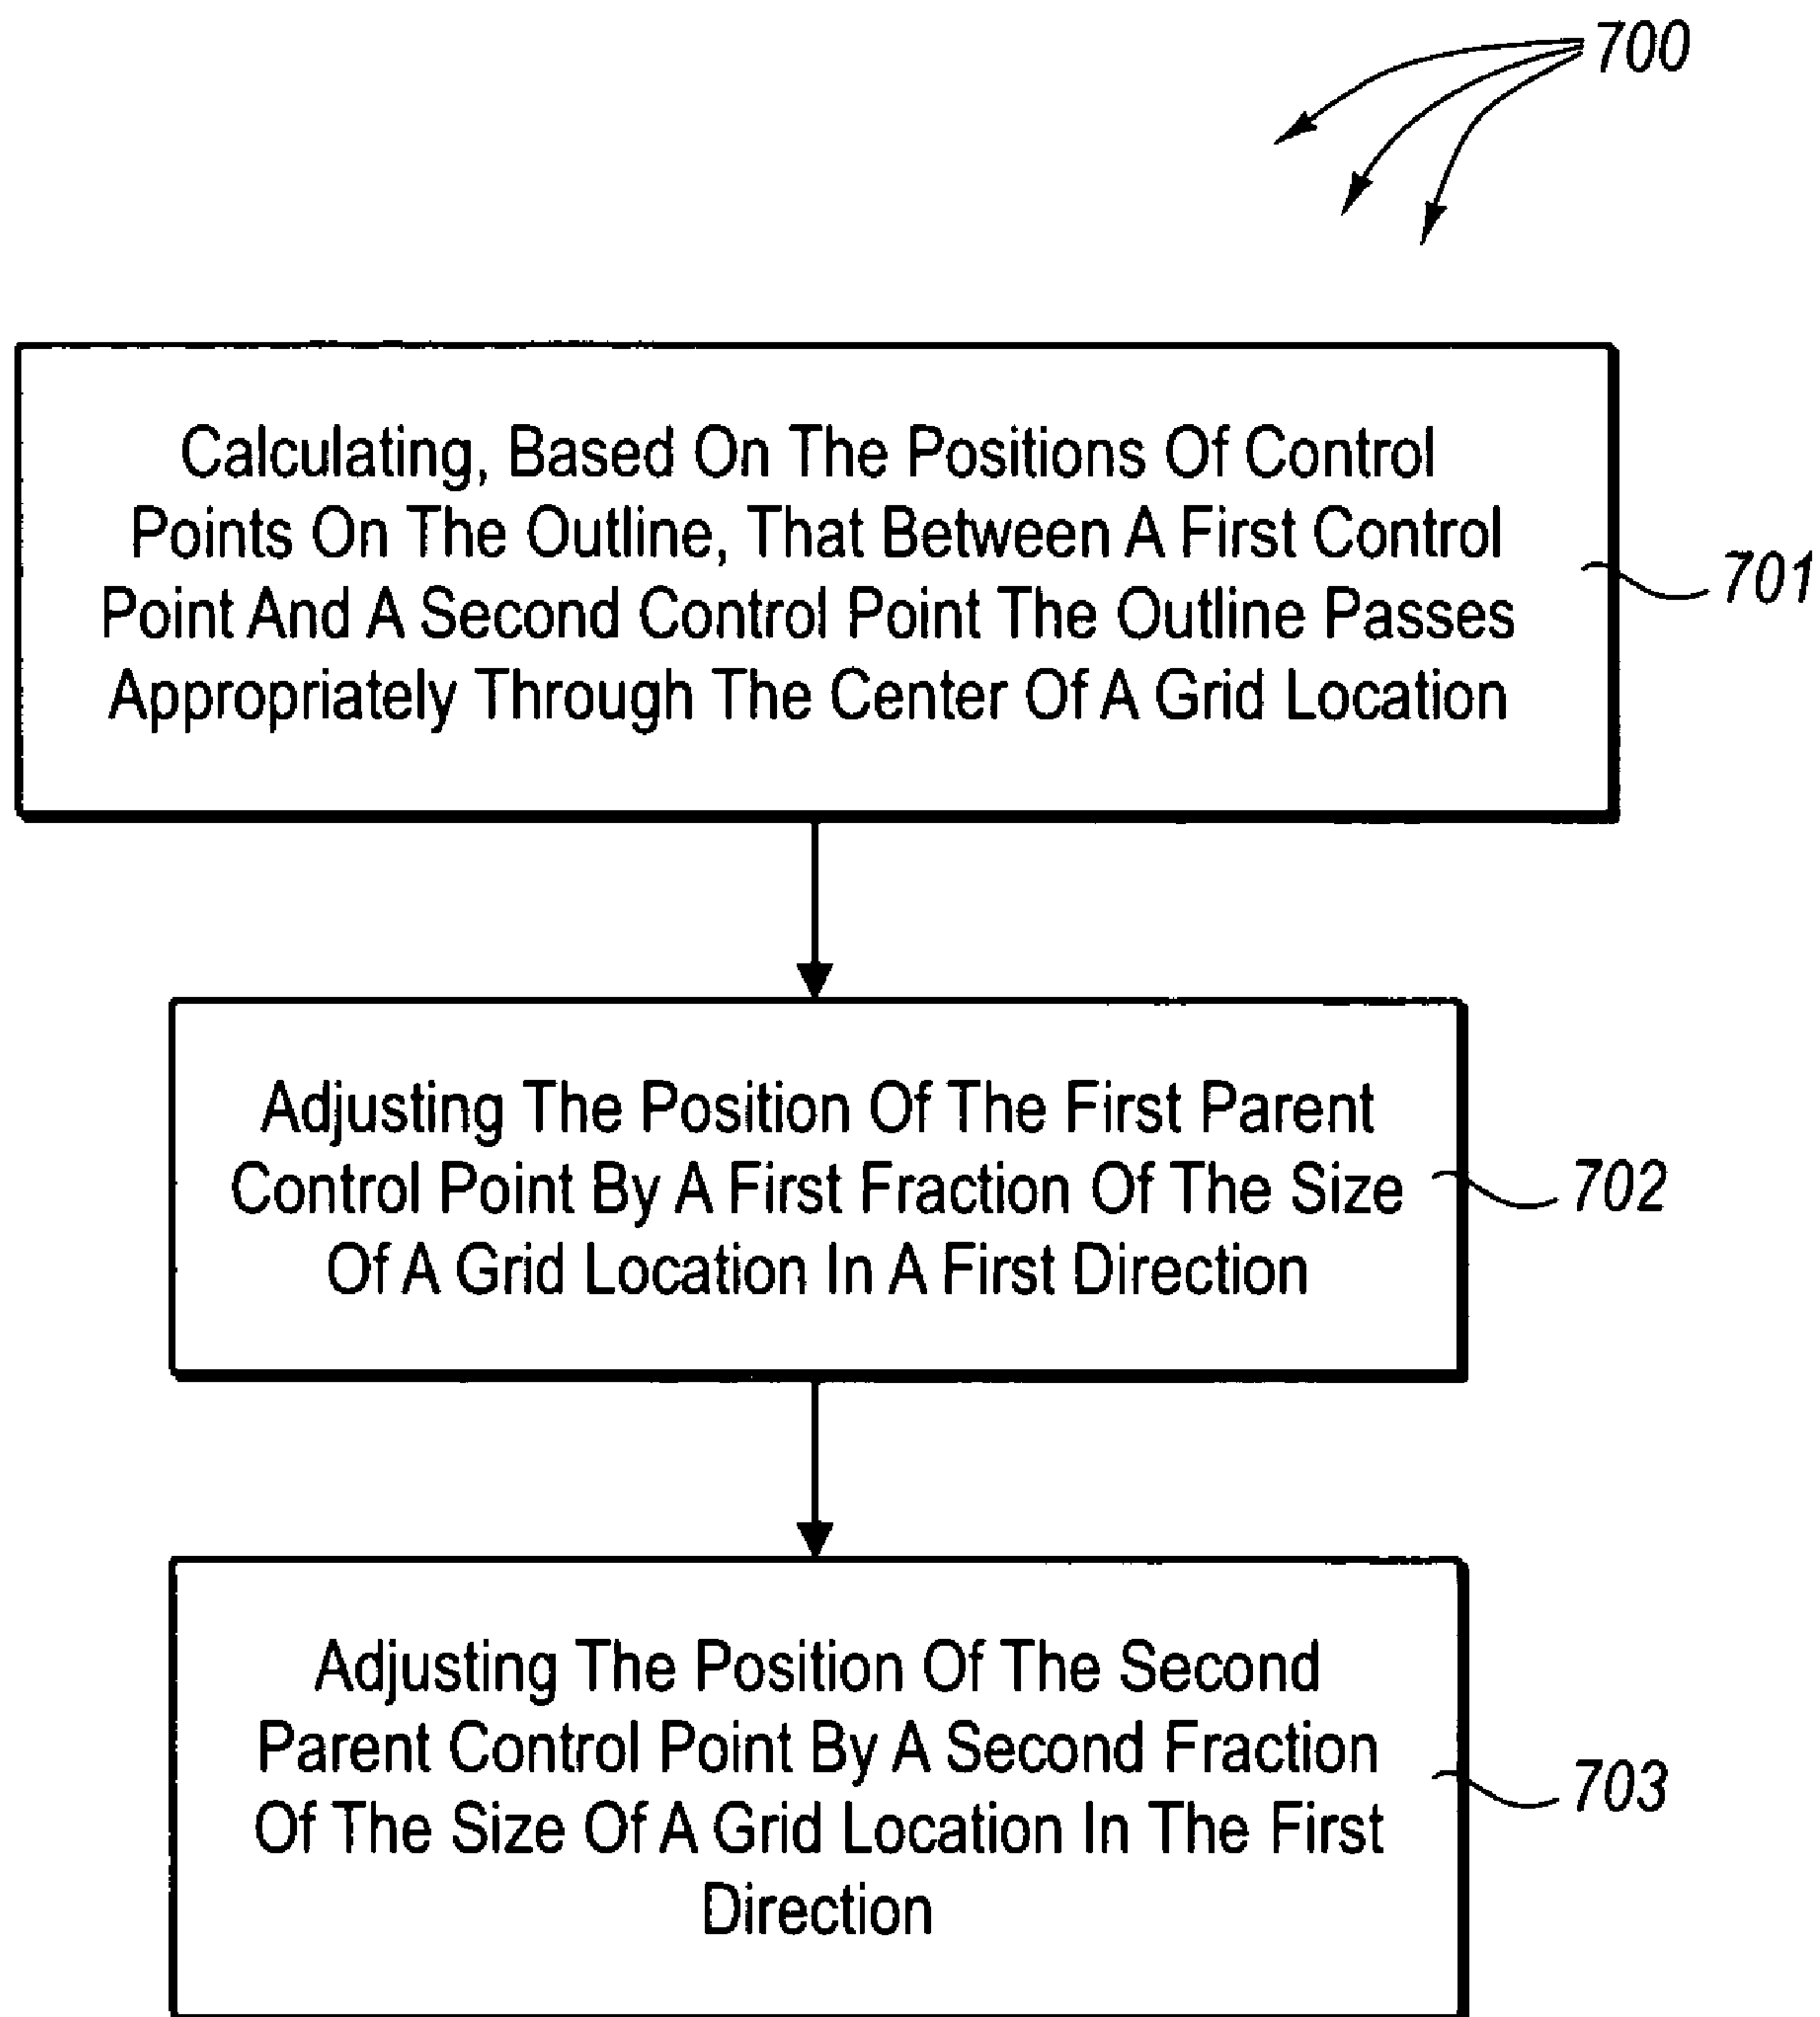 700
Calculating, Based On The Positions Of Control
Points On The Outline, That Between A First Control
Point And A Second Control Point The Outline Passes
Appropriately Through The Center Of A Grid Location
701
Adjusting The Position Of The First Parent
Control Point By A First Fraction Of The Size
Of A Grid Location In A First Direction
702
Adjusting The Position Of The Second
Parent Control Point By A Second Fraction
Of The Size Of A Grid Location In The First
Direction
703